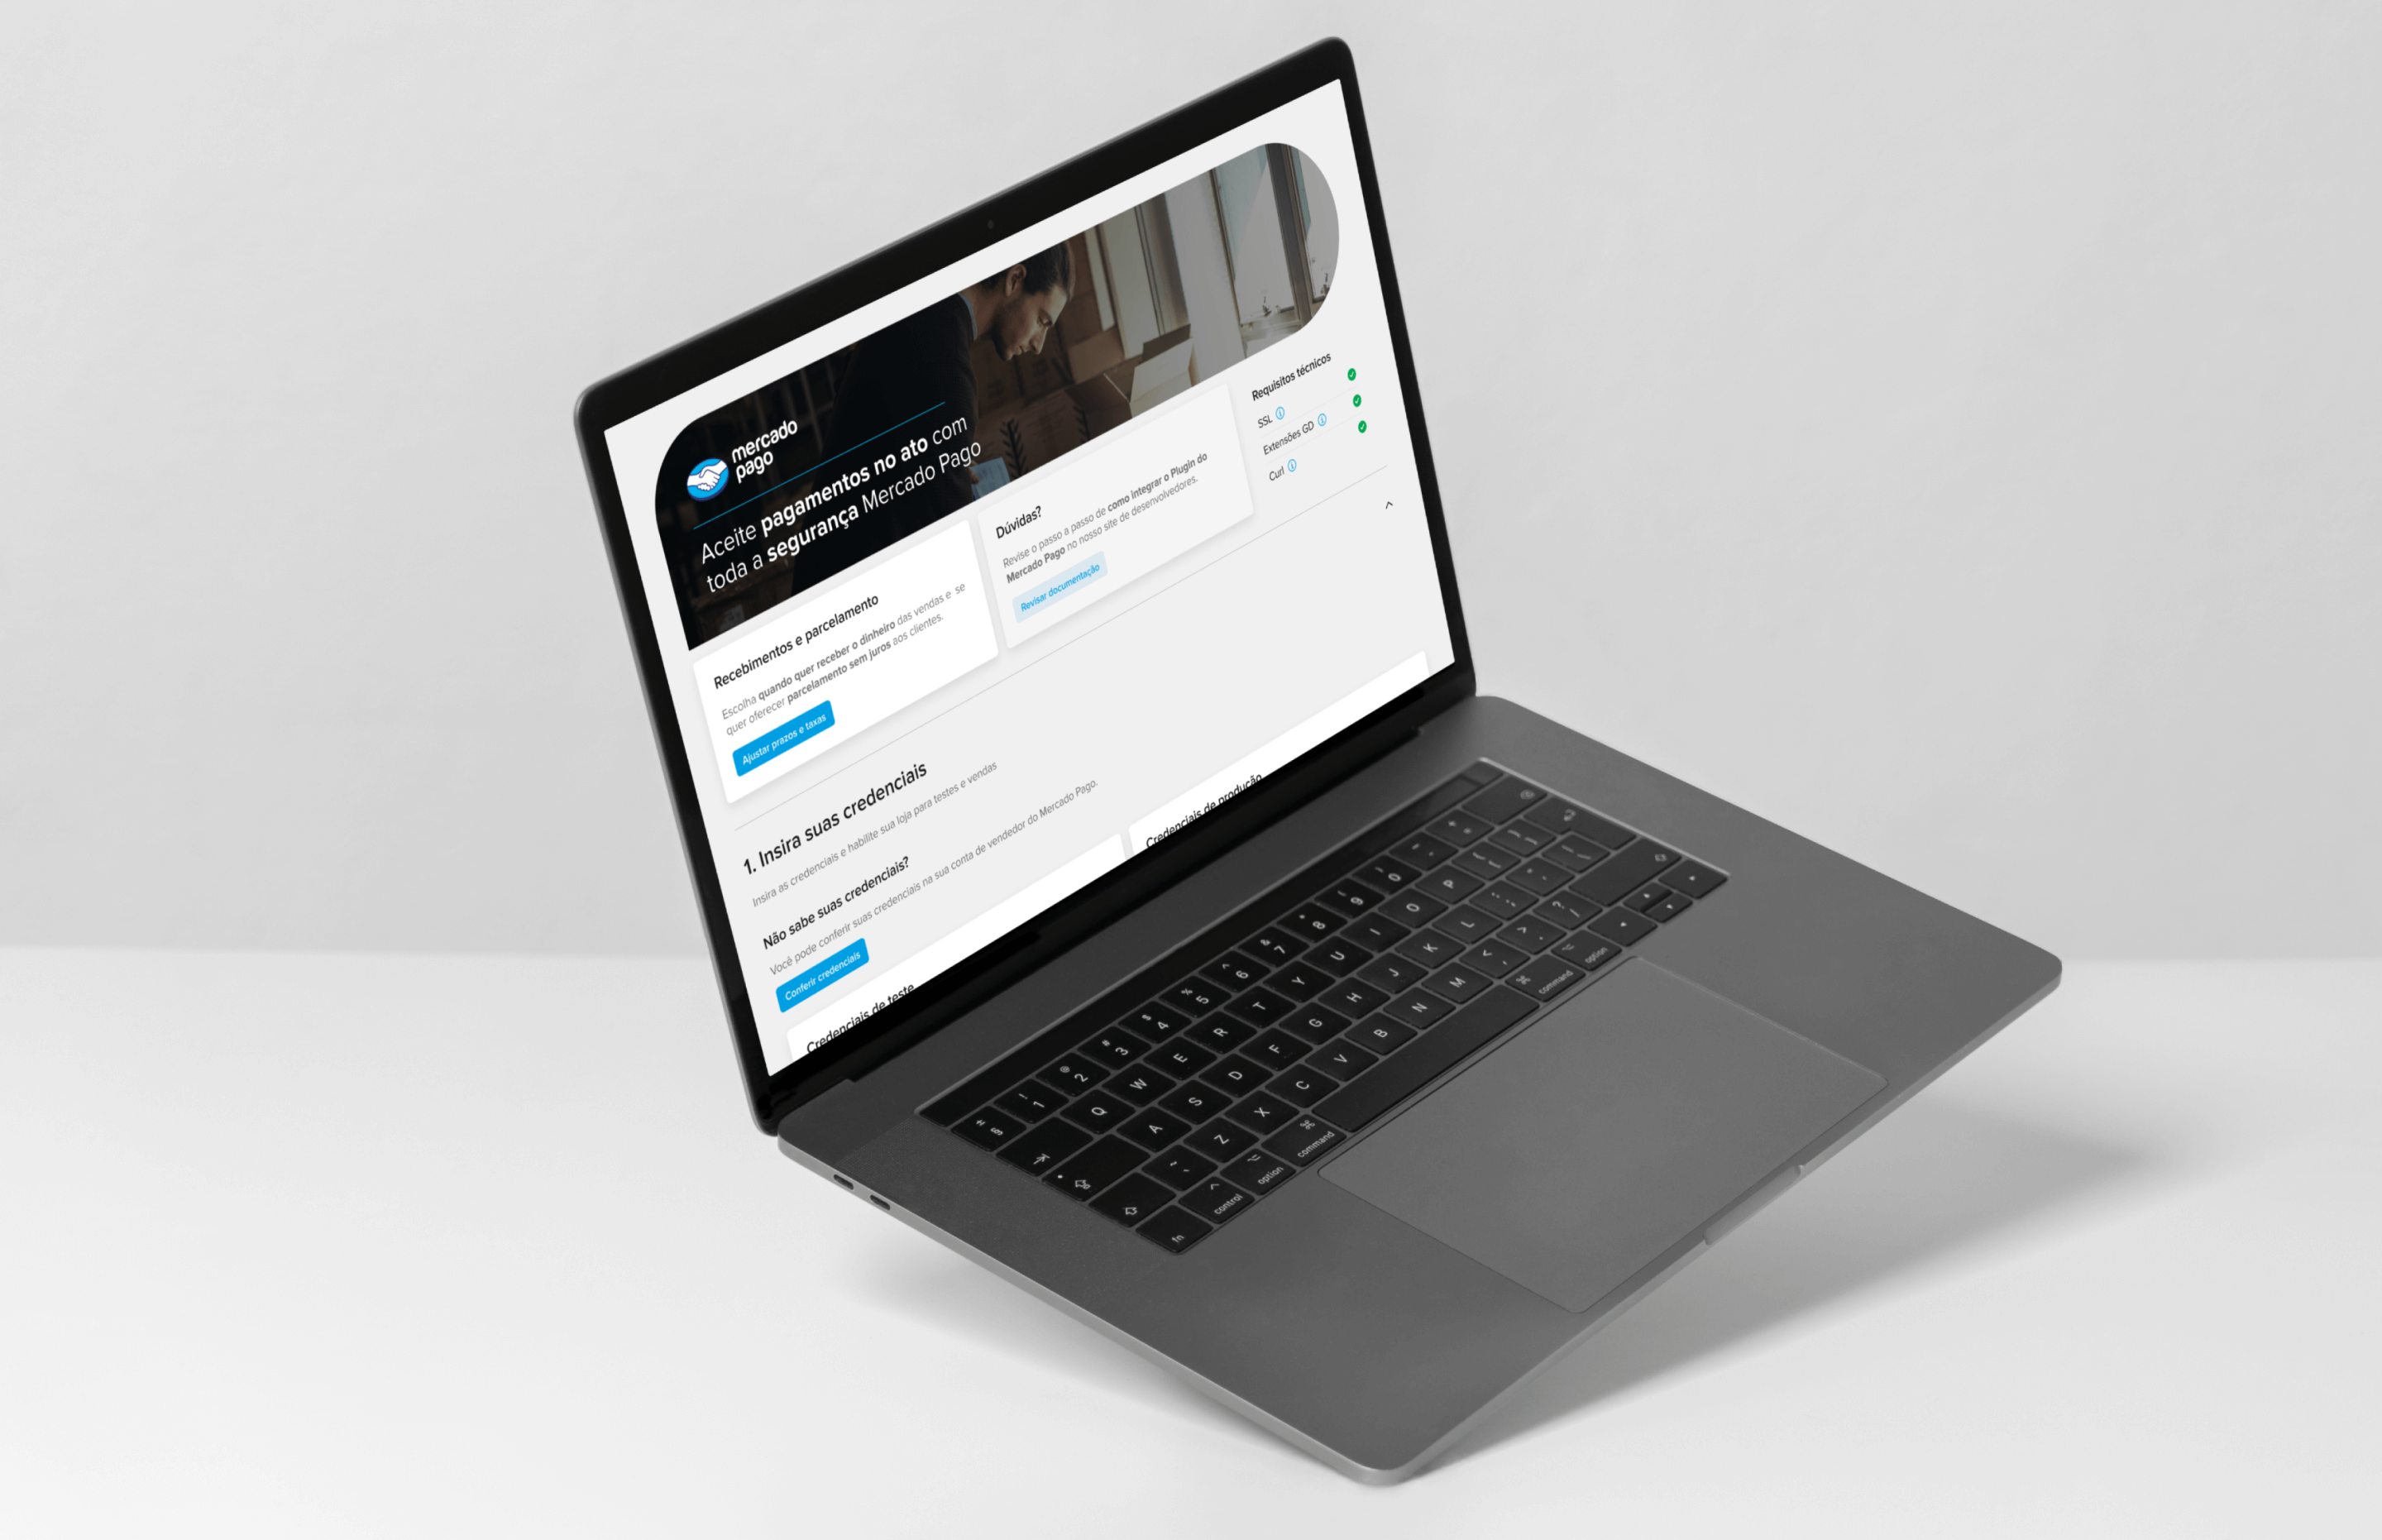 mercado
pago
Aceite pagamentos no ato com
toda a segurança Mercado Pago
Requisitos técnicos
SSL
Extensões GD
Curl
Recebimentos e parcelamento
Escolha quando quer receber o dinheiro das vendas e se
quer oferecer parcelamento sem juros aos clientes.
Ajustar prazos e taxas
Dúvidas?
Revise o passo a passo de como integrar o Plugin do
Mercado Pago no nosso site de desenvolvedores.
Revisar documentação
1. Insira suas credenciais
Insira as credenciais e habilite sua loja para testes e vendas
Não sabe suas credenciais?
Você pode conferir suas credenciais na sua conta de vendedor do Mercado Pago.
Conferir credenciais
Credenciais de teste
Credenciais de produção
§ 1 2 3 4 5 6 7 8 9 0
Q W E R T Y U I O P
A S D F G H J K L
Z X C V B N M
fn control option command command option